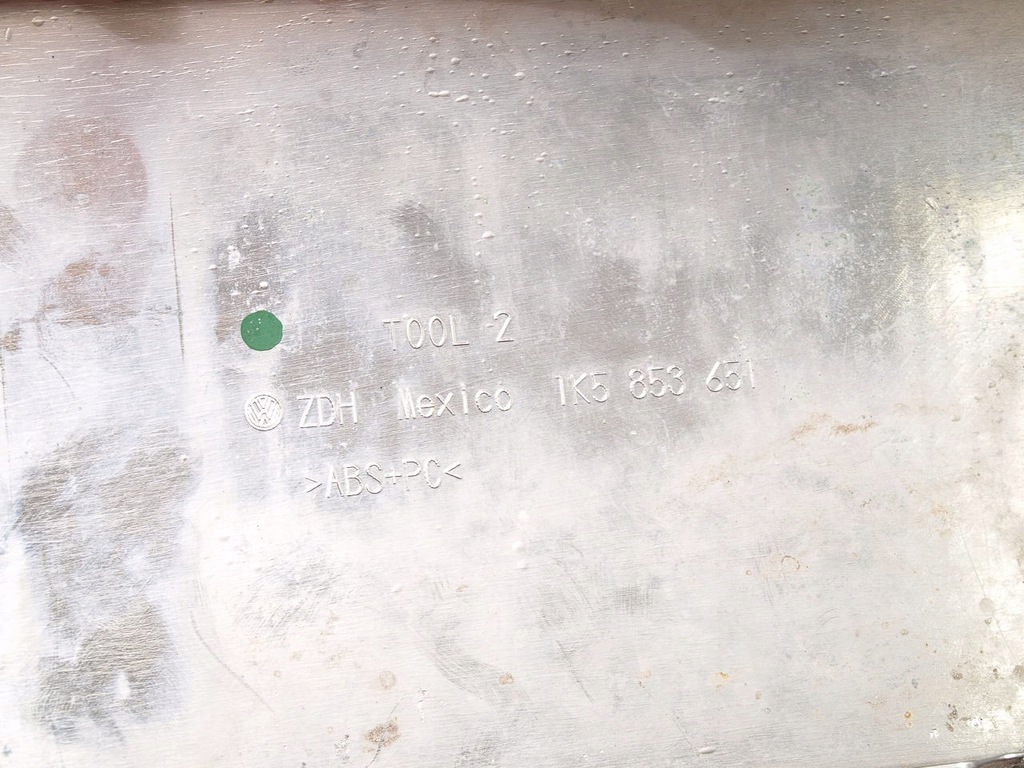 TOOL 2
ZDH Mexico 1K5 853 651
>ABS+PC<